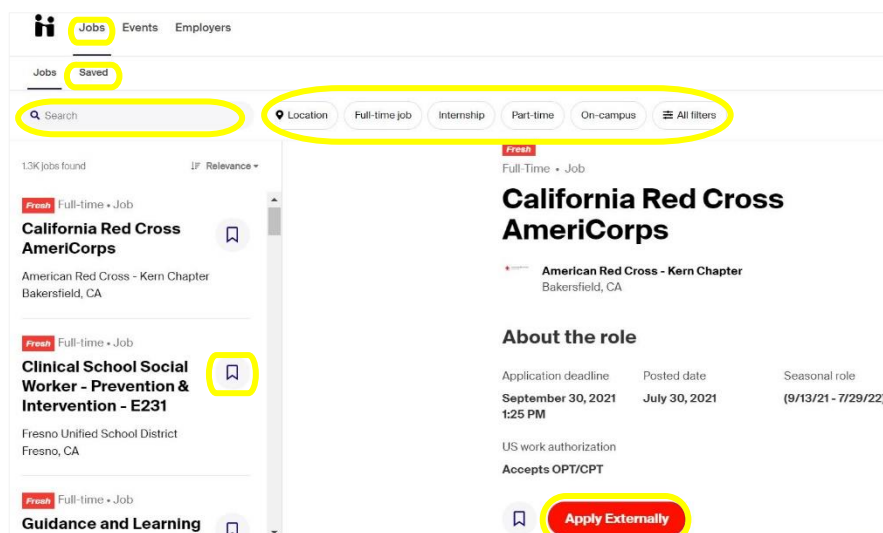 Jobs Events Employers
Jobs Saved
Search
Location Full-time job Internship Part-time On-campus All filters
1.3K jobs found Relevance
Fresh Full-time • Job
California Red Cross
AmeriCorps
American Red Cross - Kern Chapter
Bakersfield, CA
Fresh Full-time • Job
Clinical School Social
Worker - Prevention &
Intervention - E231
Fresno Unified School District
Fresno, CA
Fresh Full-time • Job
Guidance and Learning
Fresh
Full-Time • Job
California Red Cross
AmeriCorps
American Red Cross - Kern Chapter
Bakersfield, CA
About the role
Application deadline Posted date Seasonal role
September 30, 2021 July 30, 2021 (9/13/21 - 7/29/22)
1:25 PM
US work authorization
Accepts OPT/CPT
Apply Externally